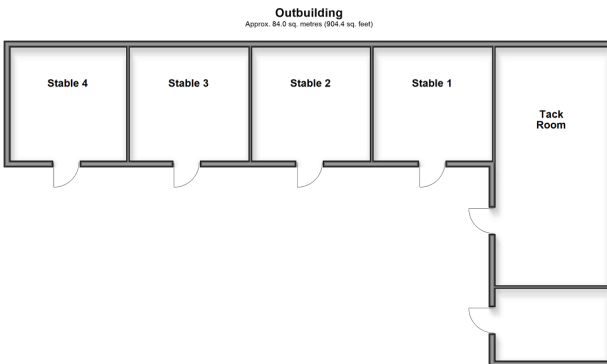 Outbuilding
Approx. 84.0 sq. metres (904.4 sq. feet)
Stable 4
Stable 3
Stable 2
Stable 1
Tack
Room